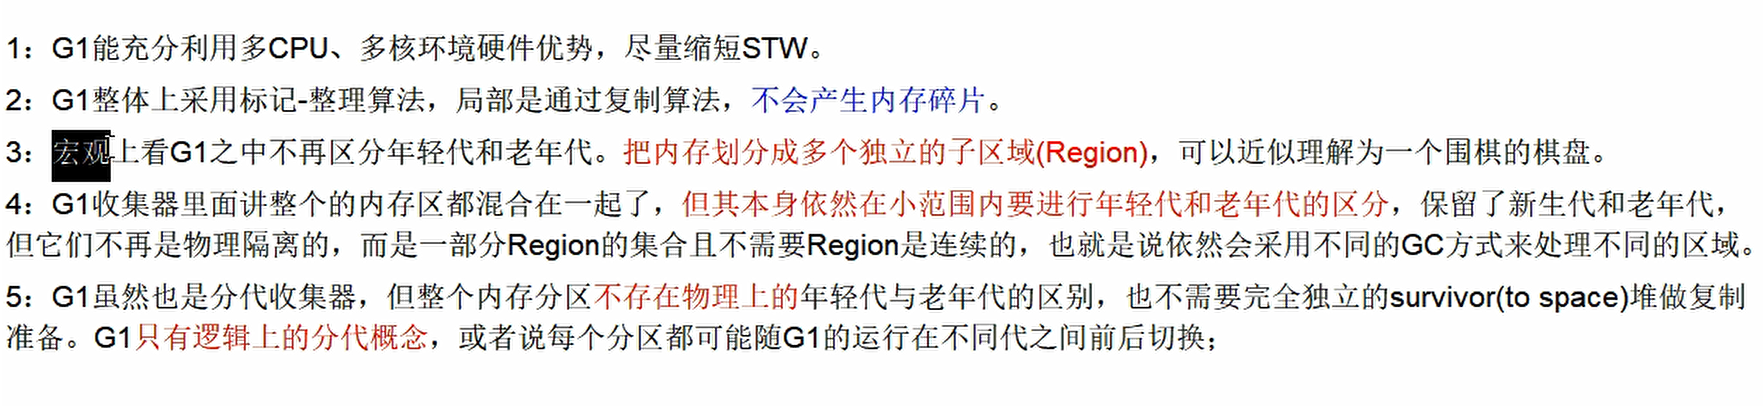 1：G1能充分利用多CPU、多核环境硬件优势，尽量缩短STW。
2：G1整体上采用标记-整理算法，局部是通过复制算法，不会产生内存碎片。
3：宏观上看G1之中不再区分年轻代和老年代。把内存划分成多个独立的子区域(Region)，可以近似理解为一个围棋的棋盘。
4：G1收集器里面讲整个的内存区都混合在一起了，但其本身依然在小范围内要进行年轻代和老年代的区分，保留了新生代和老年代，
但它们不再是物理隔离的，而是一部分Region的集合且不需要Region是连续的，也就是说依然会采用不同的GC方式来处理不同的区域。
5：G1虽然也是分代收集器，但整个内存分区不存在物理上的年轻代与老年代的区别，也不需要完全独立的survivor(to space)堆做复制
准备。G1只有逻辑上的分代概念，或者说每个分区都可能随G1的运行在不同代之间前后切换；